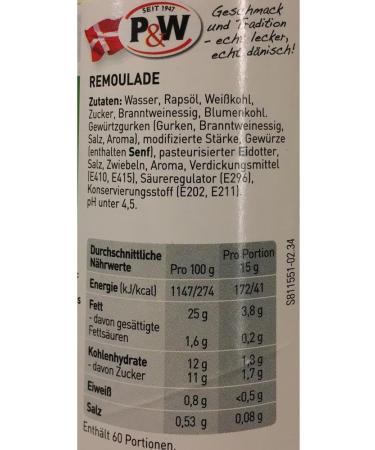 SEIT 1947
P&W
Geschmack
und Tradition
- echt lecker,
echt dänisch!
REMOULADE
Zutaten: Wasser, Rapsöl, Weißkohl,
Zucker, Branntweinessig, Blumenkohl,
Gewürzgurken (Gurken, Branntweinessig,
Salz, Aroma), modifizierte Stärke, Gewürze
(enthalten Senf), pasteurisierter Eidotter,
Salz, Zwiebeln, Aroma, Verdickungsmittel
(E410, E415), Säureregulator (E296),
Konservierungsstoff (E202, E211).
pH unter 4,5.
Durchschnittliche Nährwerte Pro 100 g Pro Portion 15 g
Energie (kJ/kcal) 1147/274 172/41
Fett 25 g 3,8 g
- davon gesättigte
Fettsäuren 1,6 g 0,2 g
Kohlenhydrate 12 g 1,8 g
- davon Zucker 11 g 1,7 g
Eiweiß 0,8 g <0,5 g
Salz 0,53 g 0,08 g
Enthält 60 Portionen.
S811551-02.34